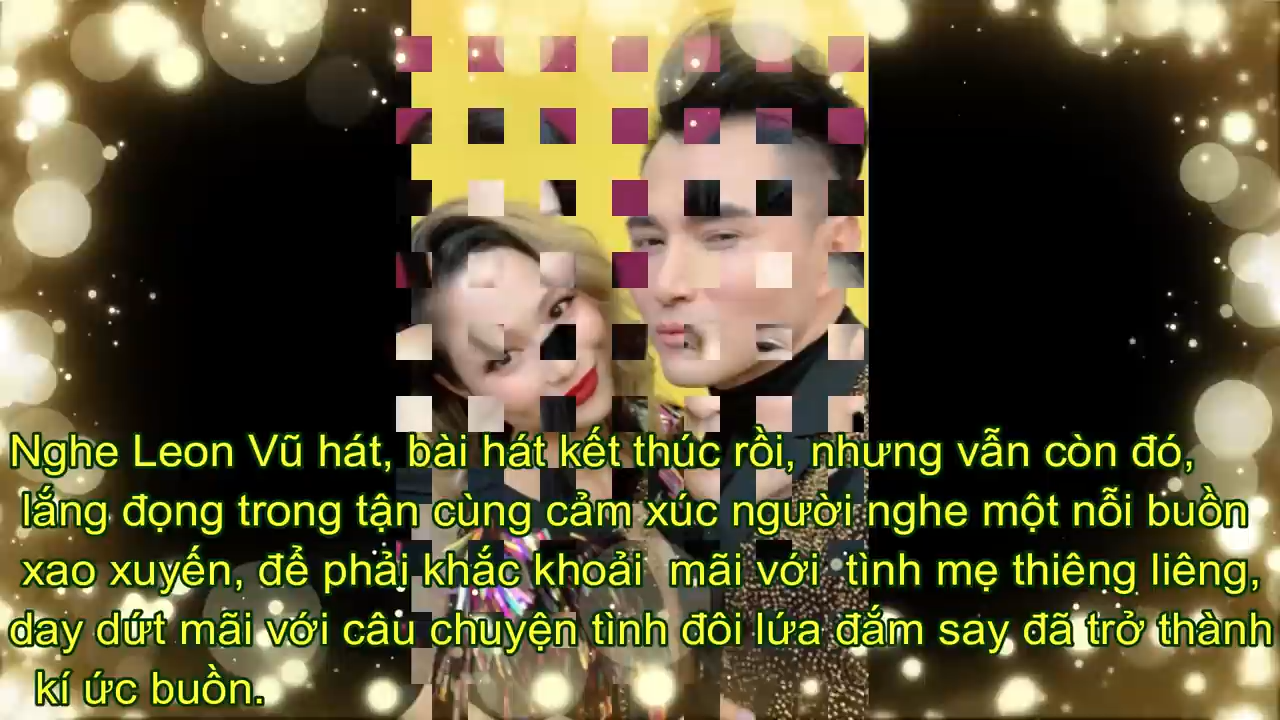 Nghe Leon Vũ hát, bài hát kết thúc rồi, nhưng vẫn còn đó,
lắng đọng trong tận cùng cảm xúc người nghe một nỗi buồn
xao xuyến, để phải khắc khoải mãi với tình mẹ thiêng liêng,
day dứt mãi với câu chuyện tình đôi lứa đắm say đã trở thành
kí ức buồn.